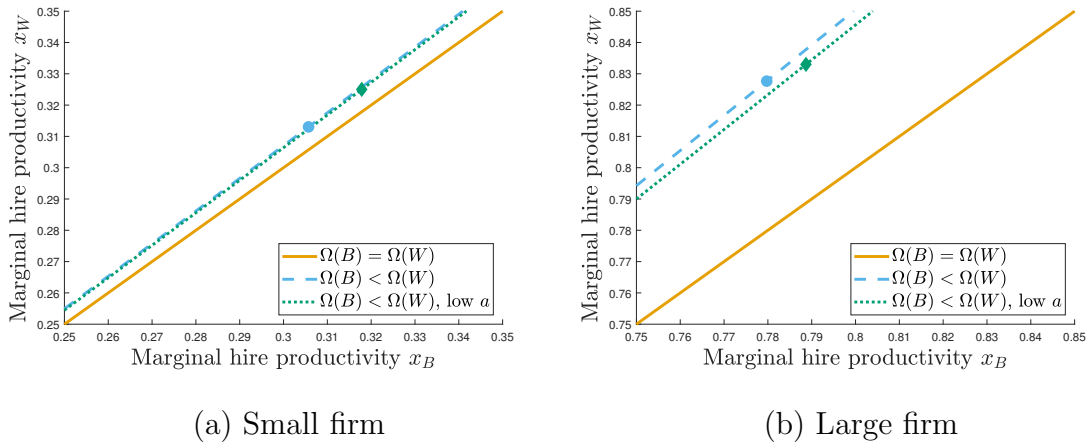 Marginal hire productivity x_W
0.35
0.34
0.33
0.32
0.31
0.3
0.29
0.28
0.27
0.26
0.25
0.25 0.26 0.27 0.28 0.29 0.3 0.31 0.32 0.33 0.34 0.35
Marginal hire productivity x_B
Ω(B) = Ω(W)
Ω(B) < Ω(W)
Ω(B) < Ω(W), low a
(a) Small firm
Marginal hire productivity x_W
0.85
0.84
0.83
0.82
0.81
0.8
0.79
0.78
0.77
0.76
0.75
0.75 0.76 0.77 0.78 0.79 0.8 0.81 0.82 0.83 0.84 0.85
Marginal hire productivity x_B
Ω(B) = Ω(W)
Ω(B) < Ω(W)
Ω(B) < Ω(W), low a
(b) Large firm